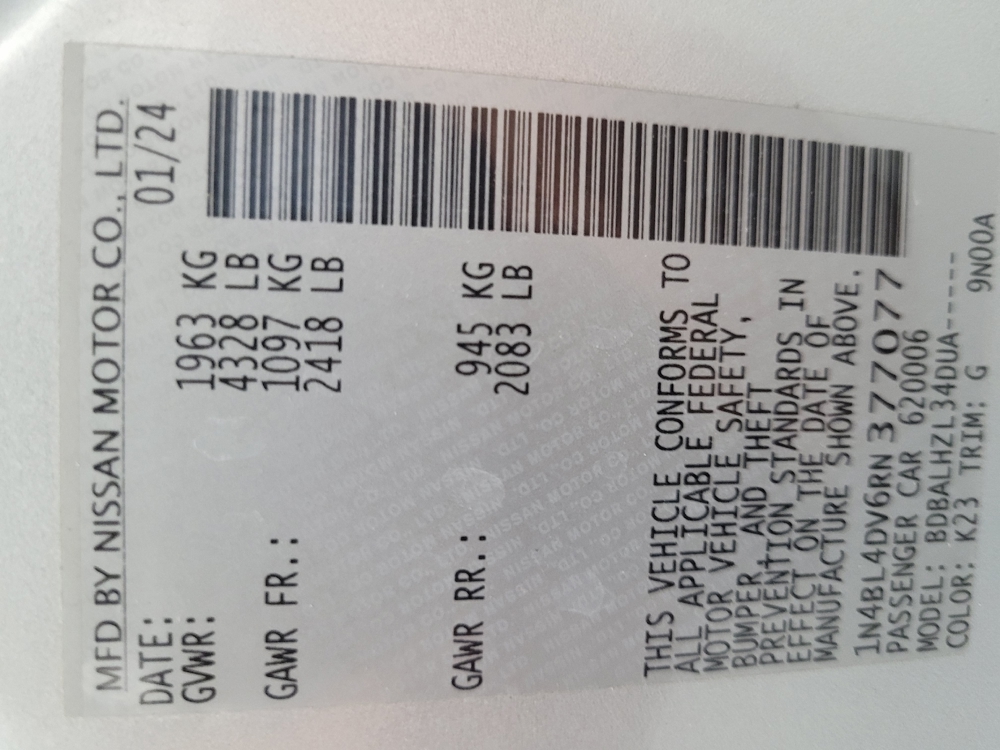 MFD BY NISSAN MOTOR CO., LTD.
DATE: 01/24
GVWR: 1963 KG
4328 LB
GAWR FR.: 1097 KG
2418 LB
GAWR RR.: 945 KG
2083 LB
THIS VEHICLE CONFORMS TO
ALL APPLICABLE FEDERAL
MOTOR VEHICLE SAFETY,
BUMPER AND THEFT
PREVENTION STANDARDS IN
EFFECT ON THE DATE OF
MANUFACTURE SHOWN ABOVE.
1N4BL4DV6RN377077
PASSENGER CAR 620006
MODEL: BDBALHZL34DUA-----
COLOR: K23 TRIM: G 9N00A